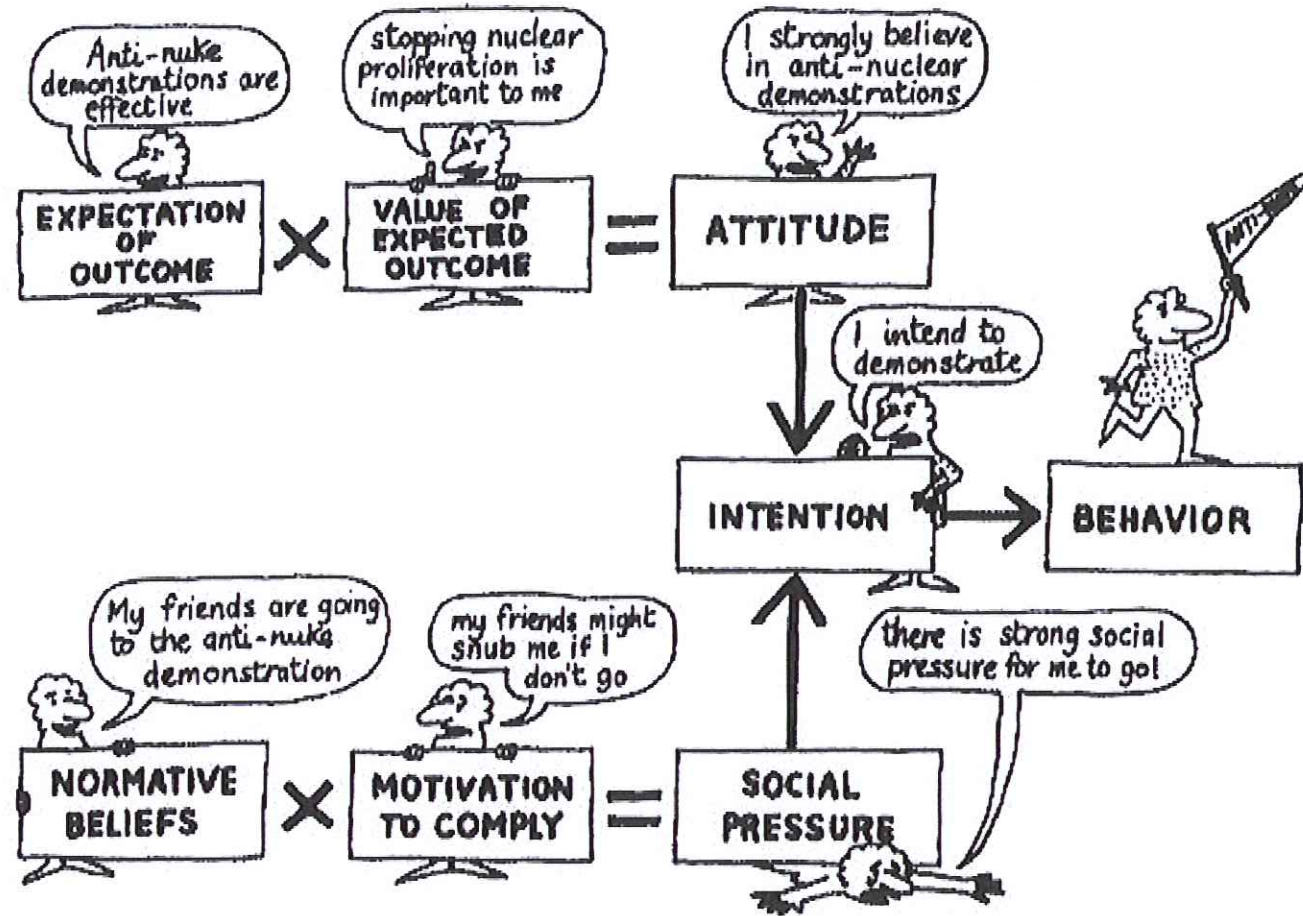 Anti-nuke
demonstrations are
effective
stopping nuclear
proliferation is
important to me
I strongly believe
in anti-nuclear
demonstrations
EXPECTATION
OF
OUTCOME
×
VALUE OF
EXPECTED
OUTCOME
=
ATTITUDE
I intend to
demonstrate
INTENTION
BEHAVIOR
My friends are going
to the anti-nuke
demonstration
my friends might
snub me if I
don't go
there is strong social
pressure for me to go!
NORMATIVE
BELIEFS
×
MOTIVATION
TO COMPLY
=
SOCIAL
PRESSURE